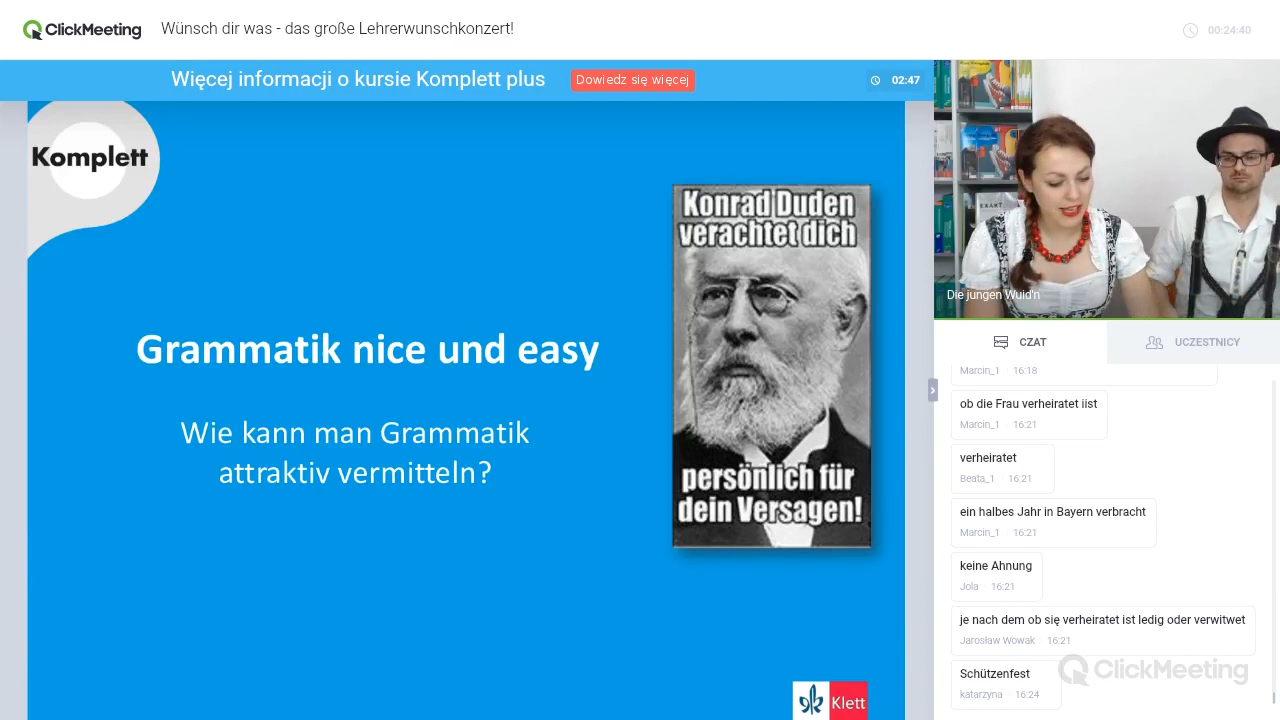 ClickMeeting
Wünsch dir was - das große Lehrerwunschkonzert!
00:24:40
Więcej informacji o kursie Komplett plus
Dowiedz się więcej
02:47
Komplett
Konrad Duden
verachtet dich
persönlich für
dein Versagen!
Grammatik nice und easy
Wie kann man Grammatik
attraktiv vermitteln?
Klett
EXAKT
Die jungen Wuid'n
CZAT
UCZESTNICY
Marcin_1 16:18
ob die Frau verheiratet iist
Marcin_1 16:21
verheiratet
Beata_1 16:21
ein halbes Jahr in Bayern verbracht
Marcin_1 16:21
keine Ahnung
Jola 16:21
je nach dem ob się verheiratet ist ledig oder verwitwet
Jarosław Wowak 16:21
Schützenfest
katarzyna 16:24
ClickMeeting